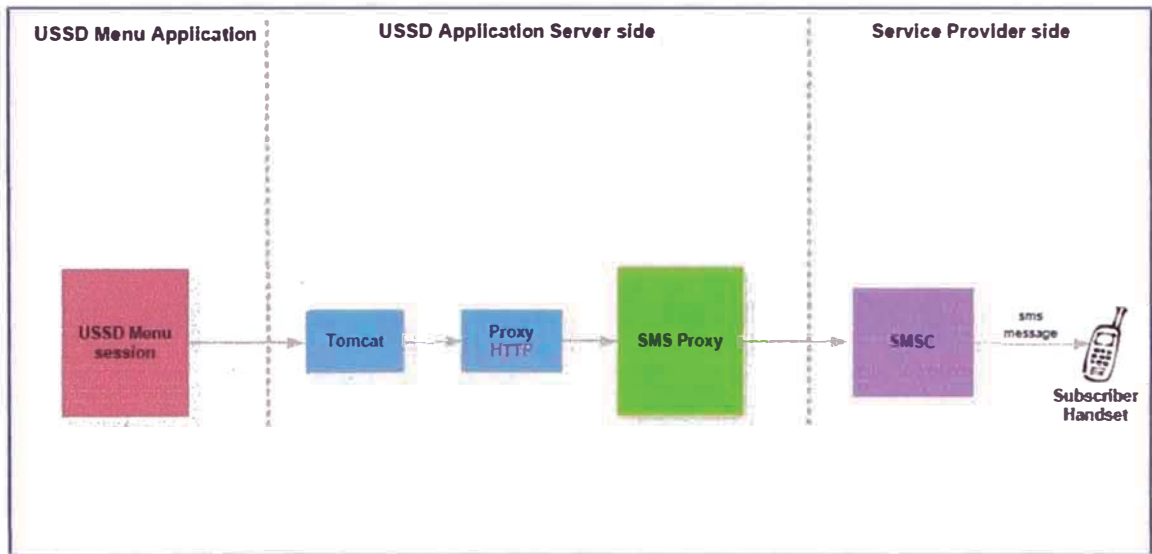 USSD Menu Application
USSD Application Server side
Service Provider side
USSD Menu
session
Tomcat
Proxy
HTTP
SMS Proxy
SMSC
sms
message
Subscriber
Handset